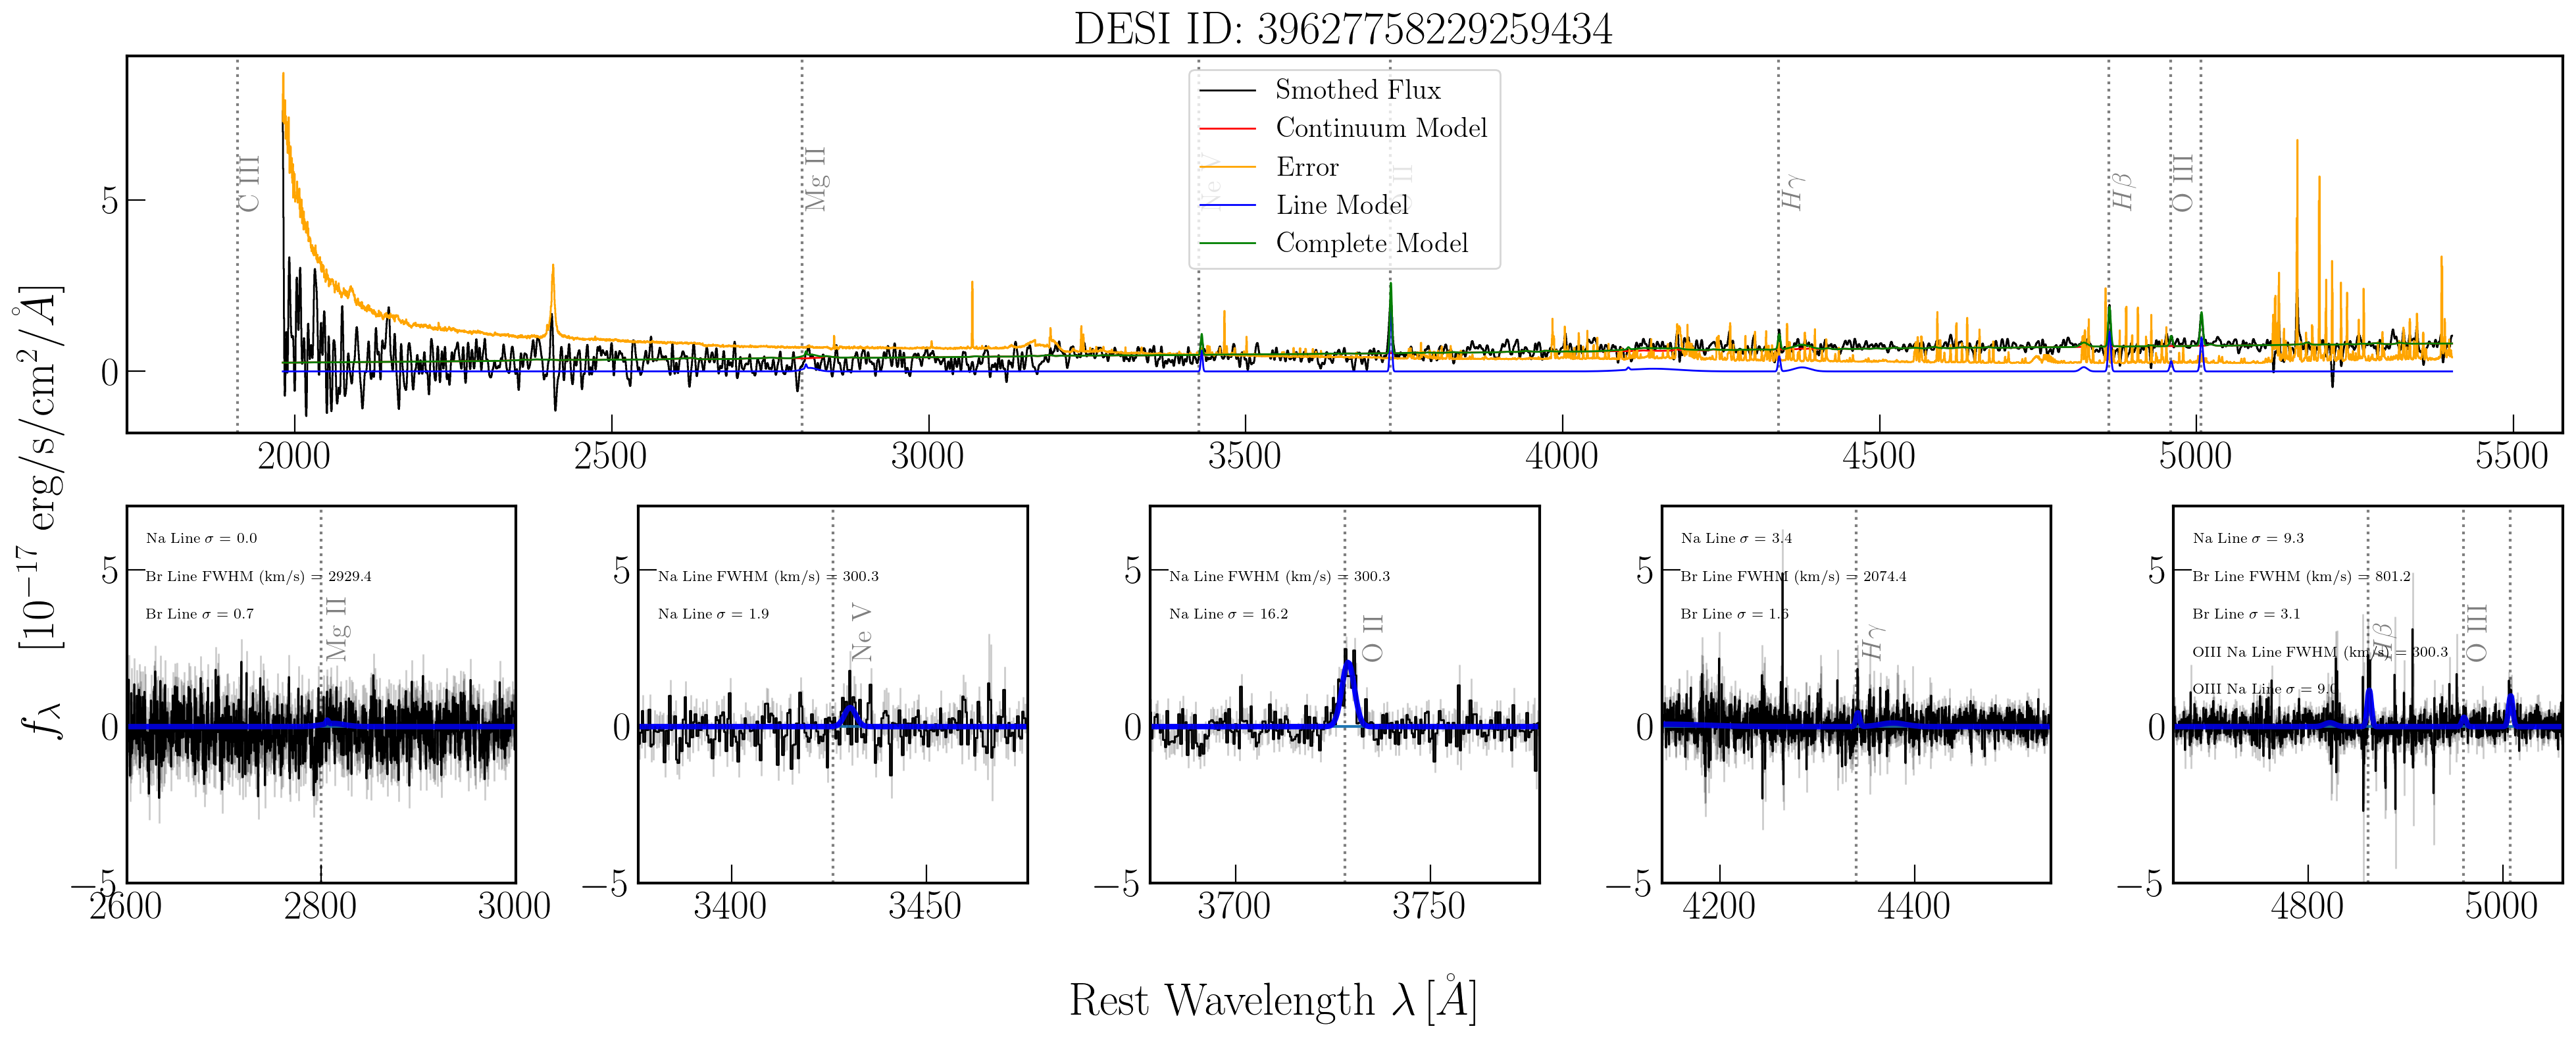 DESI ID: 39627758229259434
Smothed Flux
Continuum Model
Error
Line Model
Complete Model
C III
Mg II
Ne V
II
Hγ
Hβ
O III
5
0
2000 2500 3000 3500 4000 4500 5000 5500
f_λ [10^{-17} erg/s/cm^2/Å]
Na Line σ = 0.0
Br Line FWHM (km/s) = 2929.4
Br Line σ = 0.7
Mg II
5
0
−5
2600 2800 3000
Na Line FWHM (km/s) = 300.3
Na Line σ = 1.9
Ne V
5
0
−5
3400 3450
Na Line FWHM (km/s) = 300.3
Na Line σ = 16.2
O II
5
0
−5
3700 3750
Na Line σ = 3.4
Br Line FWHM (km/s) = 2074.4
Br Line σ = 1.6
Hγ
5
0
−5
4200 4400
Na Line σ = 9.3
Br Line FWHM (km/s) = 801.2
Br Line σ = 3.1
OIII Na Line FWHM (km/s) = 300.3
OIII Na Line σ = 9.0
Hβ
O III
5
0
−5
4800 5000
Rest Wavelength λ [Å]